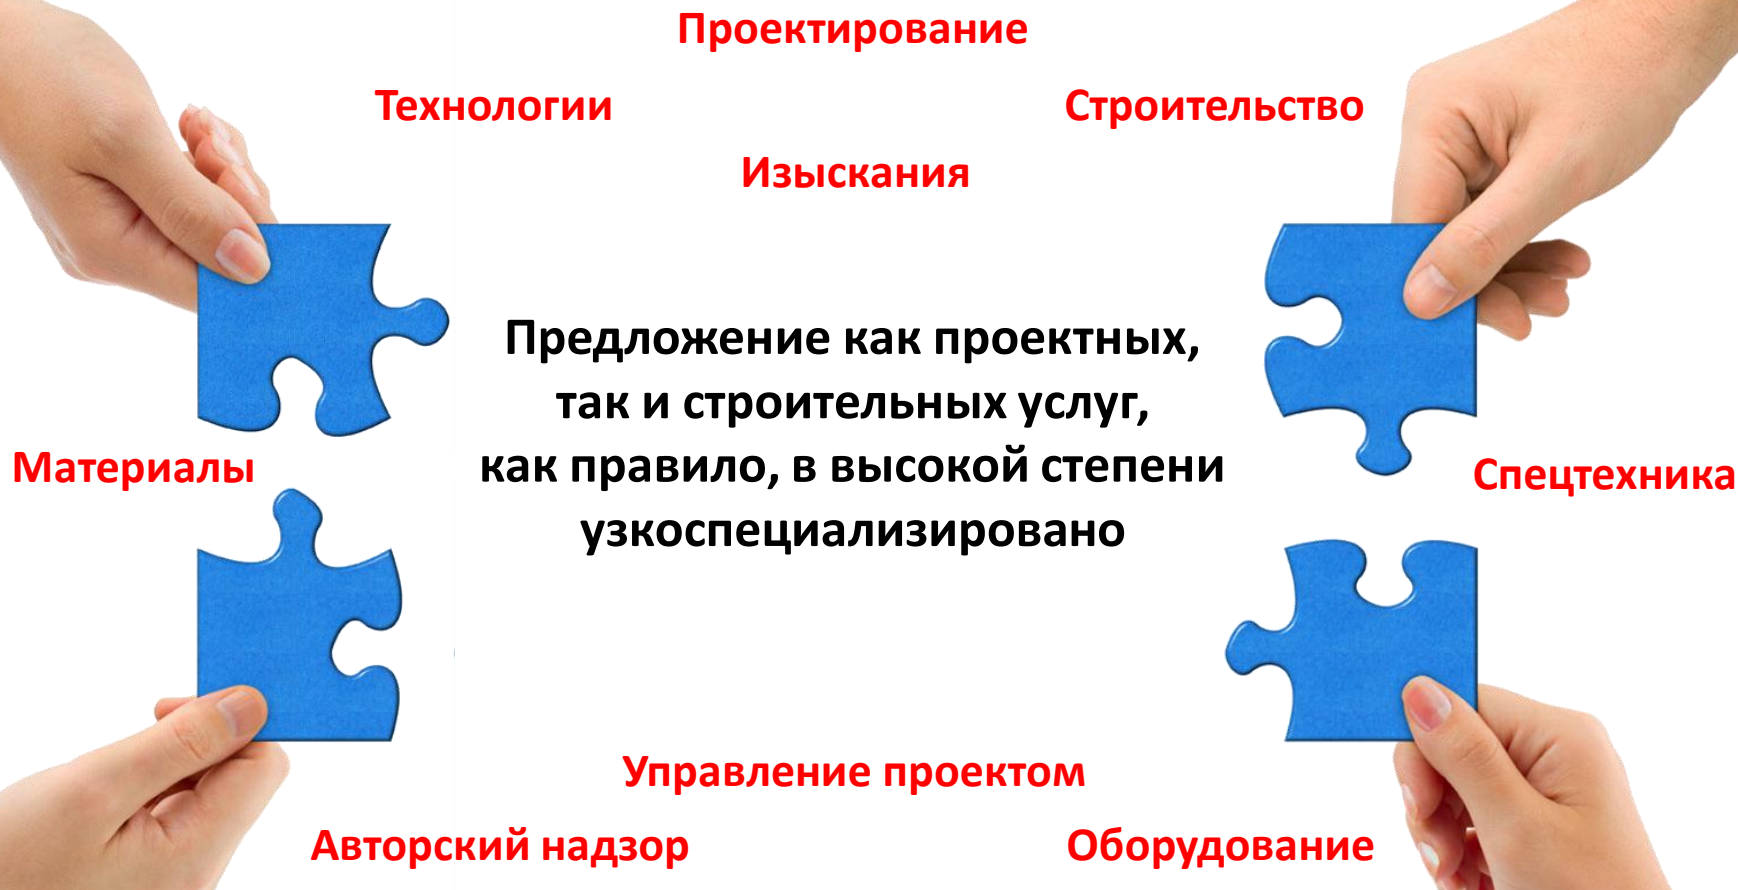 Проектирование
Технологии
Строительство
Изыскания
Предложение как проектных,
так и строительных услуг,
как правило, в высокой степени
узкоспециализировано
Материалы
Спецтехника
Управление проектом
Авторский надзор
Оборудование